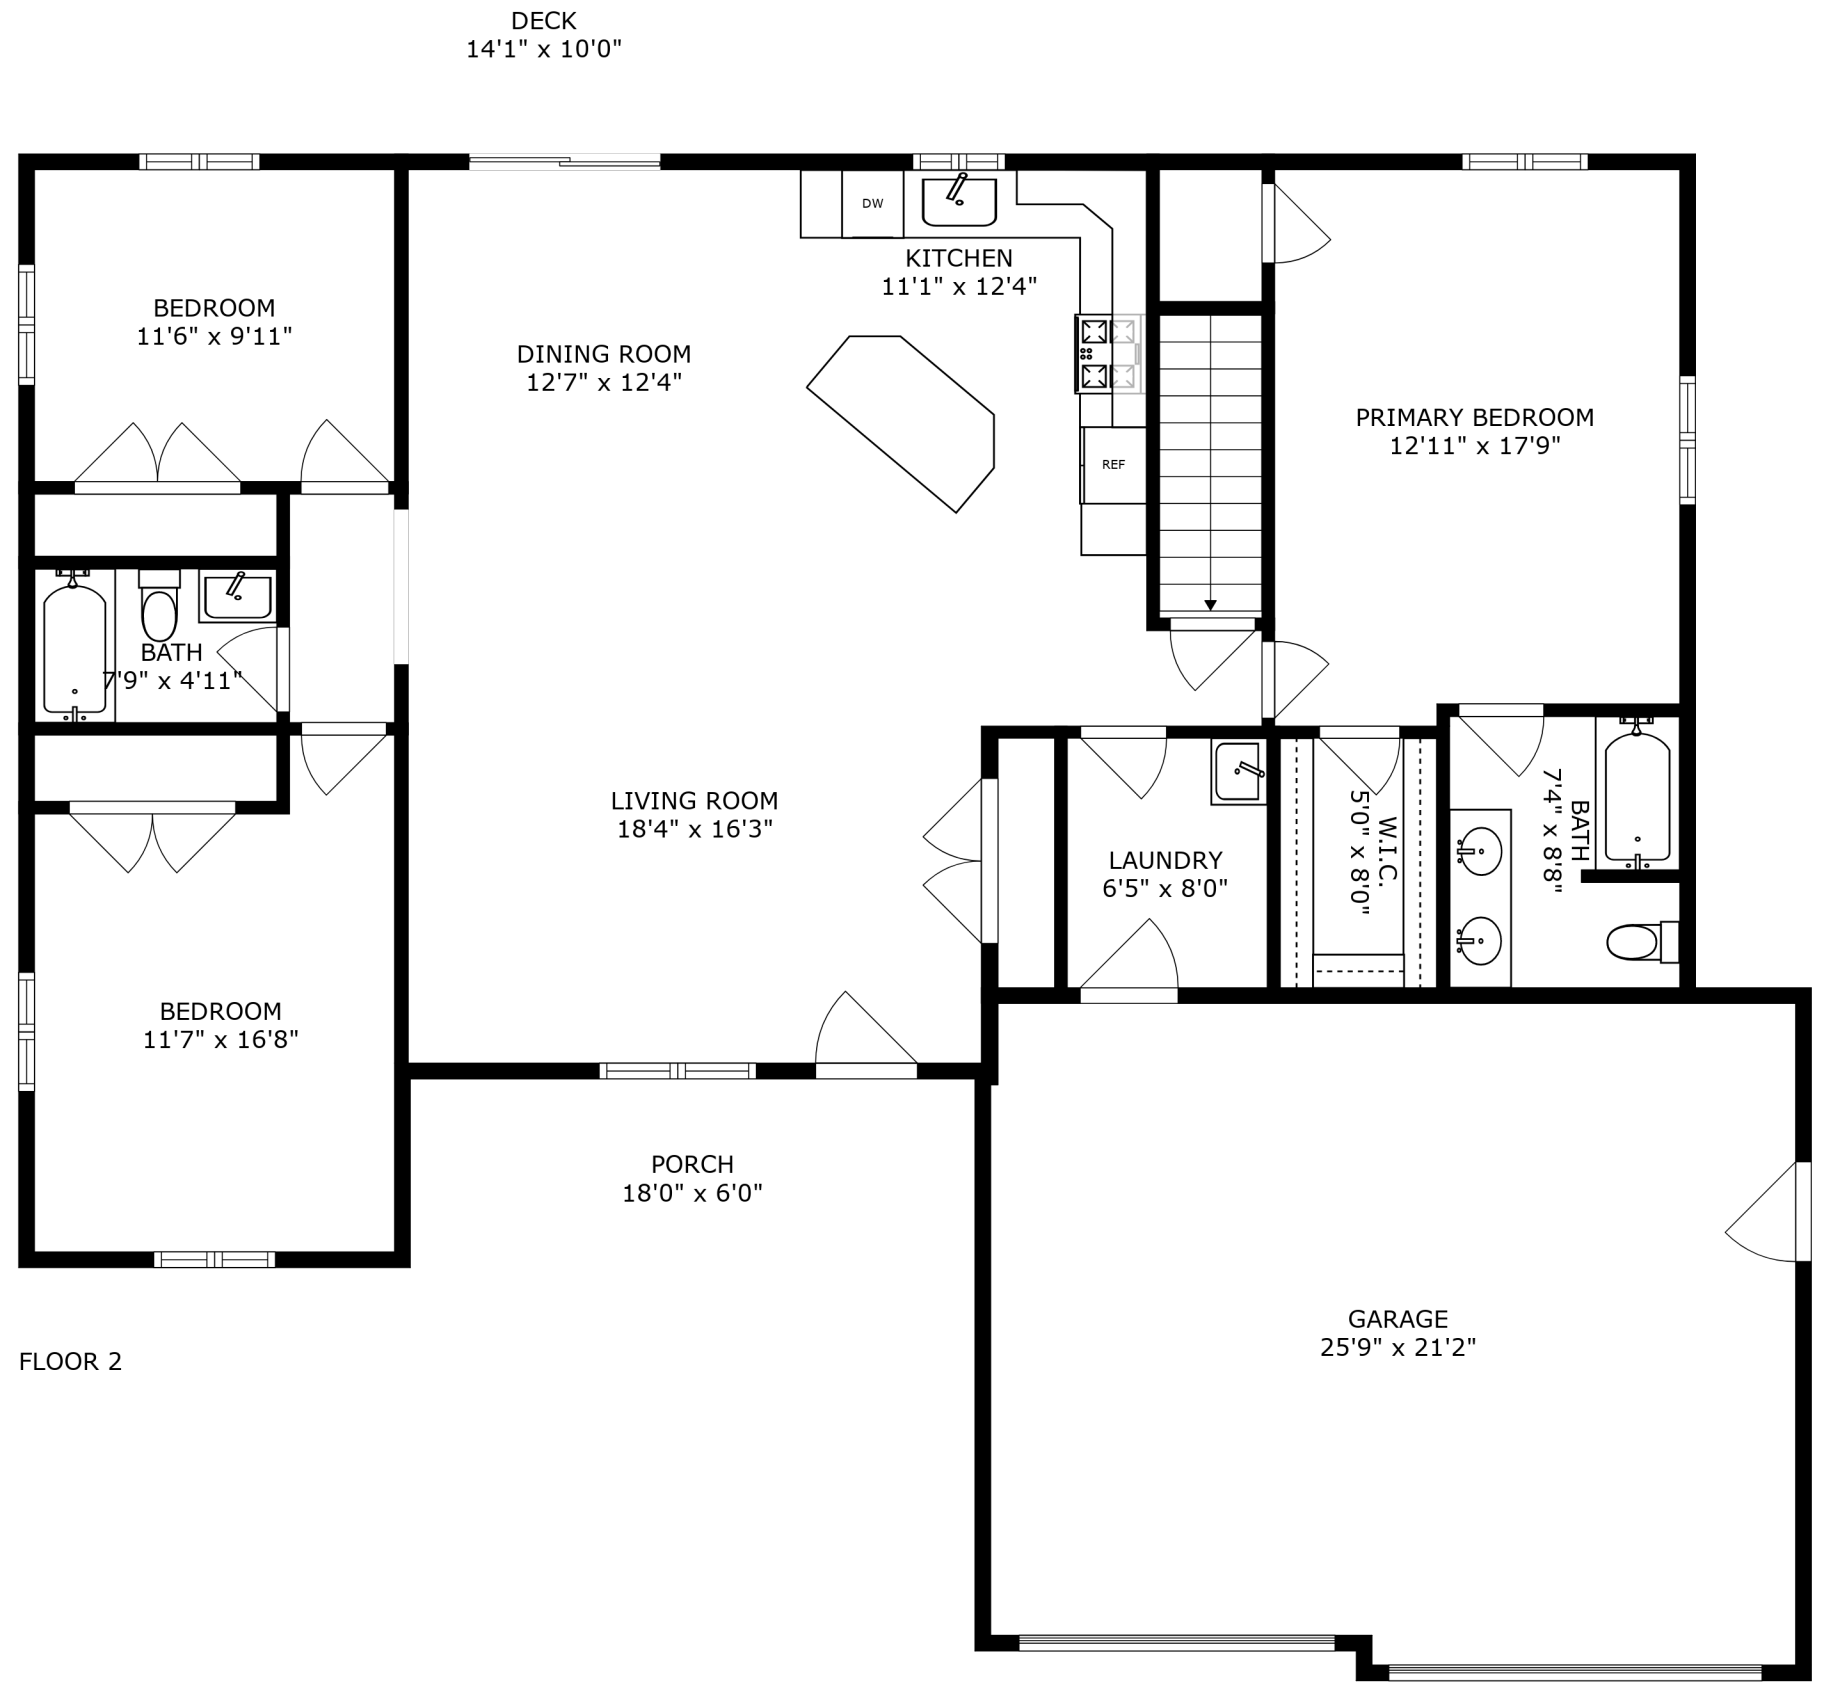 DECK
14'1" x 10'0"
DW
KITCHEN
11'1" x 12'4"
BEDROOM
11'6" x 9'11"
DINING ROOM
12'7" x 12'4"
PRIMARY BEDROOM
12'11" x 17'9"
REF
BATH
7'9" x 4'11"
LIVING ROOM
18'4" x 16'3"
LAUNDRY
6'5" x 8'0"
W.I.C.
5'0" x 8'0"
BATH
7'4" x 8'8"
BEDROOM
11'7" x 16'8"
PORCH
18'0" x 6'0"
GARAGE
25'9" x 21'2"
FLOOR 2